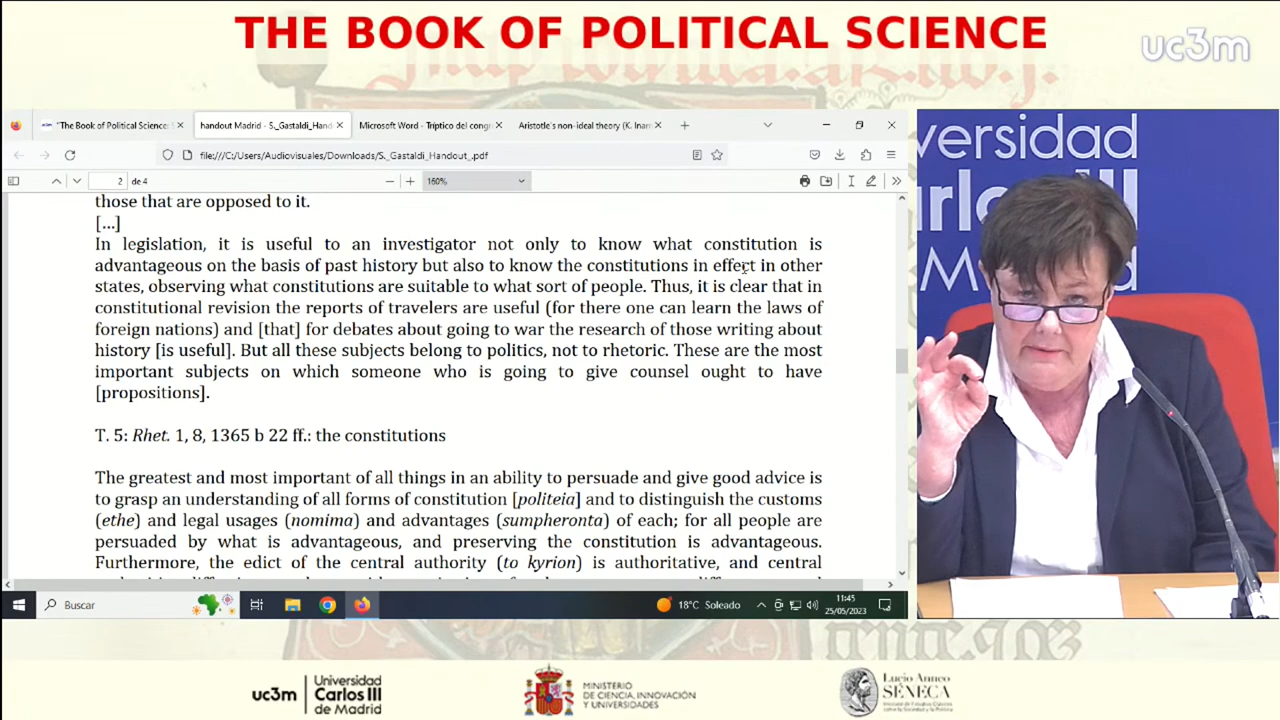 THE BOOK OF POLITICAL SCIENCE
uc3m
"The Book of Political Science:
handout Madrid - S._Gastaldi_Hand
Microsoft Word - Tríptico del cong
Aristotle's non-ideal theory (K. Inam
file:///C:/Users/Audiovisuales/Downloads/S._Gastaldi_Handout_.pdf
2 de 4
160%
those that are opposed to it.
[...]
In legislation, it is useful to an investigator not only to know what constitution is
advantageous on the basis of past history but also to know the constitutions in effect in other
states, observing what constitutions are suitable to what sort of people. Thus, it is clear that in
constitutional revision the reports of travelers are useful (for there one can learn the laws of
foreign nations) and [that] for debates about going to war the research of those writing about
history [is useful]. But all these subjects belong to politics, not to rhetoric. These are the most
important subjects on which someone who is going to give counsel ought to have
[propositions].
T. 5: Rhet. 1, 8, 1365 b 22 ff.: the constitutions
The greatest and most important of all things in an ability to persuade and give good advice is
to grasp an understanding of all forms of constitution [politeia] and to distinguish the customs
(ethe) and legal usages (nomima) and advantages (sumpheronta) of each; for all people are
persuaded by what is advantageous, and preserving the constitution is advantageous.
Furthermore, the edict of the central authority (to kyrion) is authoritative, and central
Buscar
18°C Soleado
11:45
25/05/2023
versidad
uc3m
Universidad
Carlos III
de Madrid
MINISTERIO
DE CIENCIA, INNOVACIÓN
Y UNIVERSIDADES
Lucio Anneo
SÉNECA